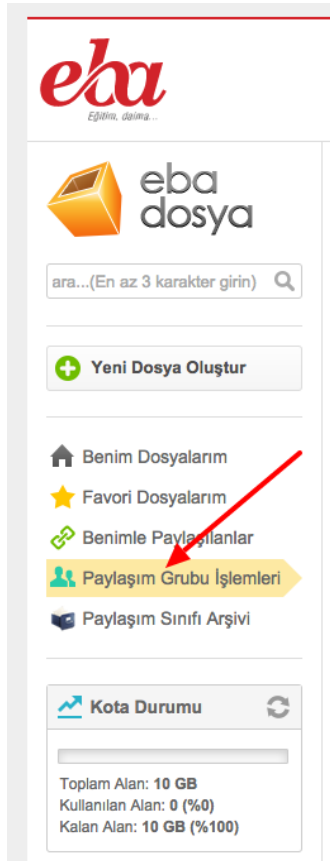 eba
Eğitim, daima...
eba
dosya
ara...(En az 3 karakter girin)
Yeni Dosya Oluştur
Benim Dosyalarım
Favori Dosyalarım
Benimle Paylaşılanlar
Paylaşım Grubu İşlemleri
Paylaşım Sınıfı Arşivi
Kota Durumu
Toplam Alan: 10 GB
Kullanılan Alan: 0 (%0)
Kalan Alan: 10 GB (%100)